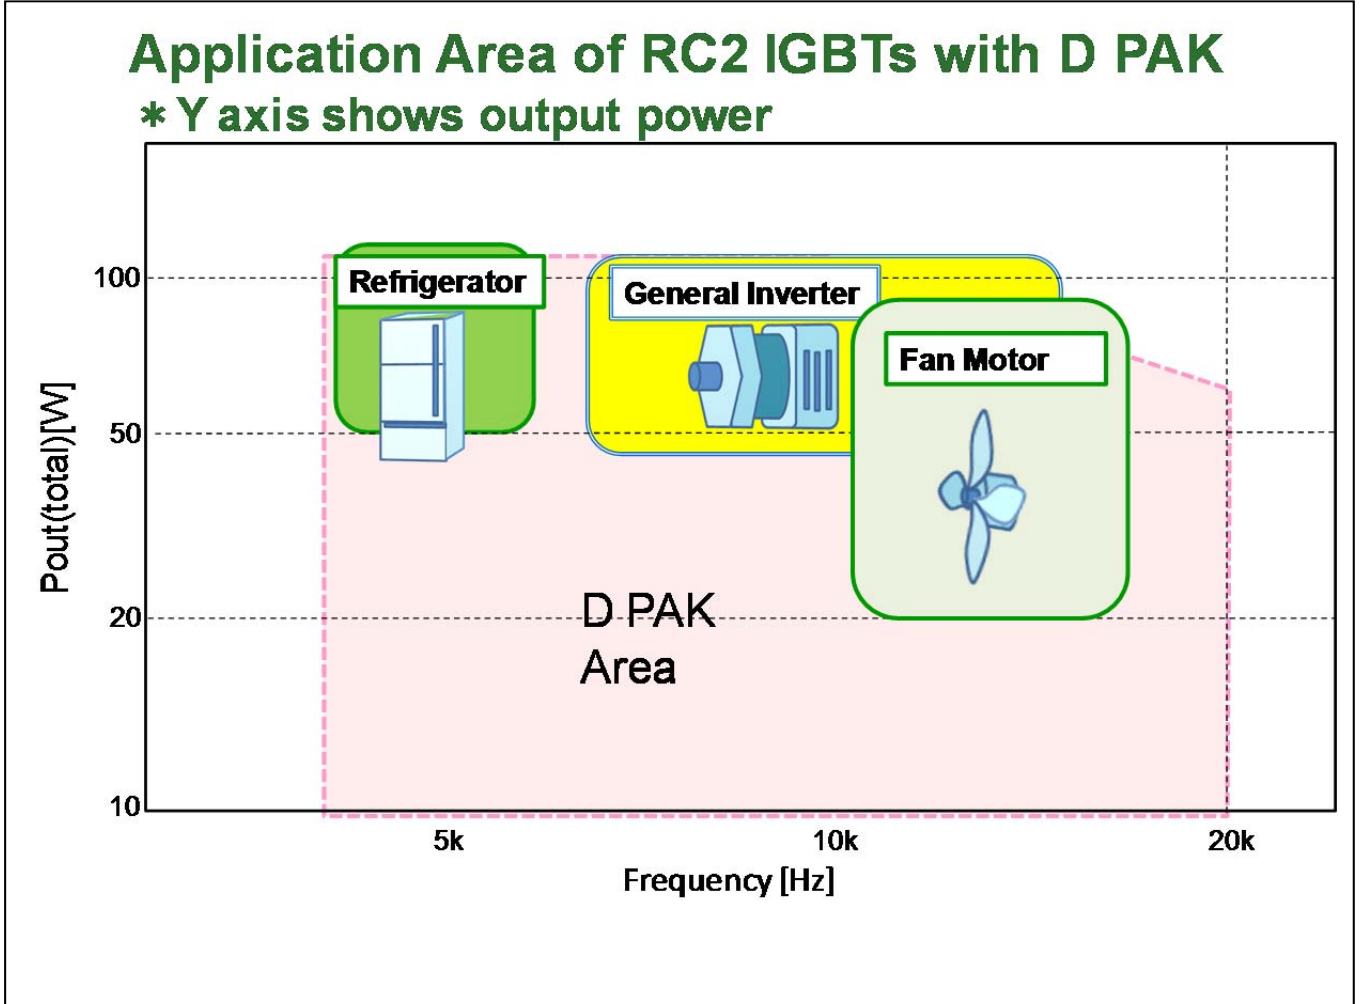 Application Area of RC2 IGBTs with D PAK
* Y axis shows output power
100
Refrigerator
General Inverter
Fan Motor
50
Pout(total)[W]
20
D PAK
Area
10
5k
10k
20k
Frequency [Hz]